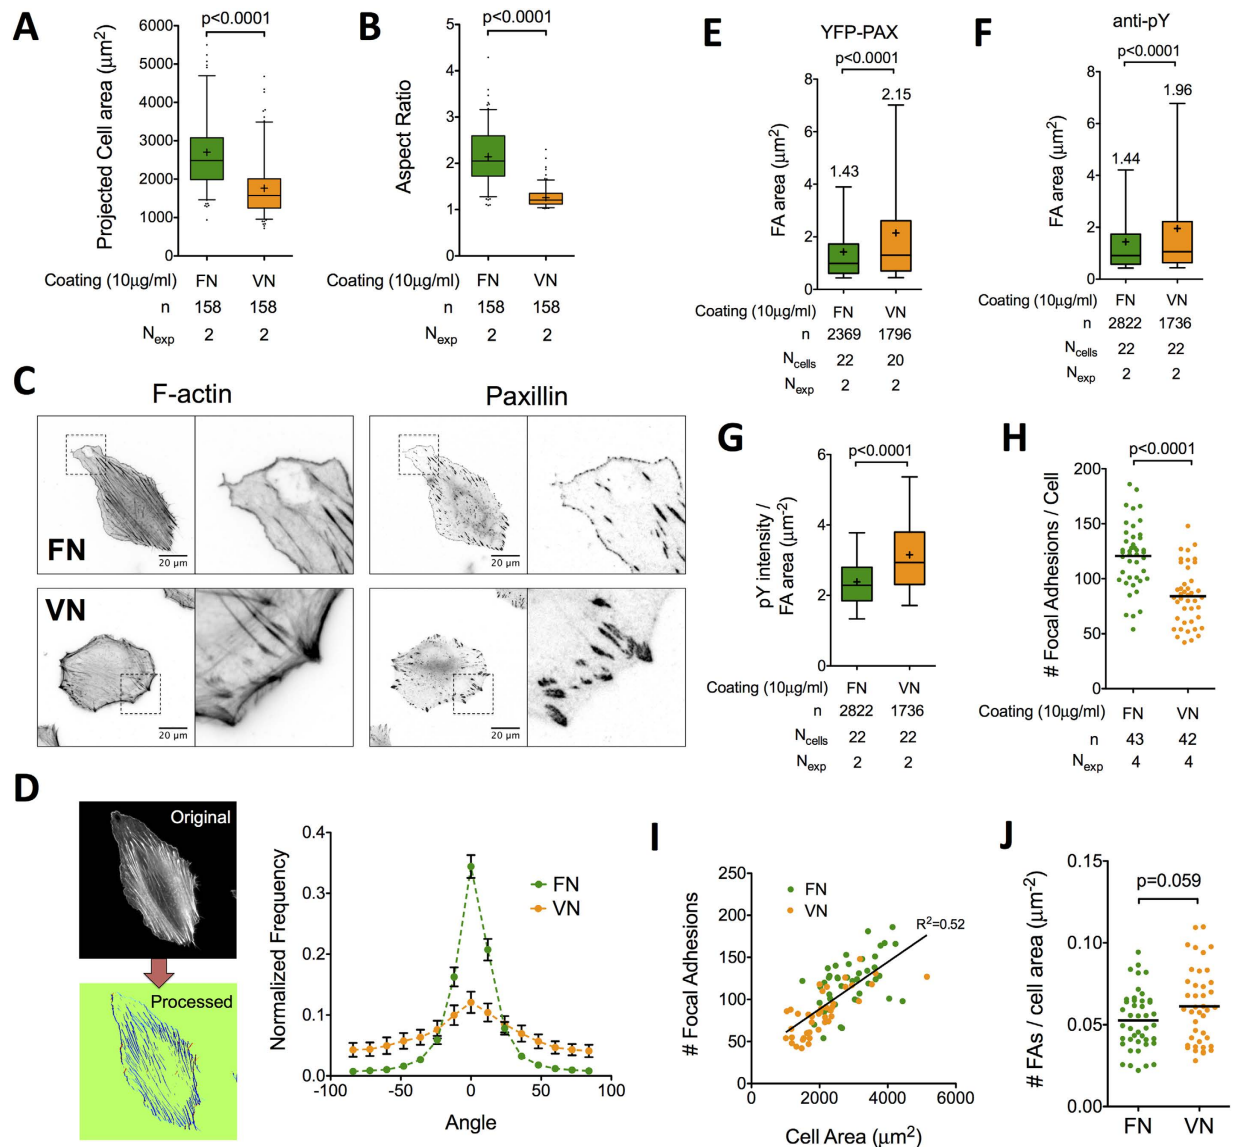 A
Projected Cell area (μm²)
6000
5000
4000
3000
2000
1000
0
p<0.0001
Coating (10μg/ml) FN VN
n 158 158
Nexp 2 2
B
Aspect Ratio
5
4
3
2
1
0
p<0.0001
Coating (10μg/ml) FN VN
n 158 158
Nexp 2 2
E
YFP-PAX
p<0.0001
FA area (μm²)
8
6
4
2
0
1.43
2.15
Coating (10μg/ml) FN VN
n 2369 1796
Ncells 22 20
Nexp 2 2
F
anti-pY
p<0.0001
FA area (μm²)
8
6
4
2
0
1.44
1.96
Coating (10μg/ml) FN VN
n 2822 1736
Ncells 22 22
Nexp 2 2
C
F-actin
Paxillin
FN
20 μm
20 μm
VN
20 μm
20 μm
G
p<0.0001
pY intensity /
FA area (μm⁻²)
6
4
2
0
Coating (10μg/ml) FN VN
n 2822 1736
Ncells 22 22
Nexp 2 2
H
p<0.0001
# Focal Adhesions / Cell
200
150
100
50
0
Coating (10μg/ml) FN VN
n 43 42
Nexp 4 4
D
Original
Processed
Normalized Frequency
0.4
0.3
0.2
0.1
0.0
-100 -50 0 50 100
Angle
FN
VN
I
# Focal Adhesions
250
200
150
100
50
0
0 2000 4000 6000
Cell Area (μm²)
FN
VN
R²=0.52
J
# FAs / cell area (μm⁻²)
0.15
0.10
0.05
0.00
p=0.059
FN VN